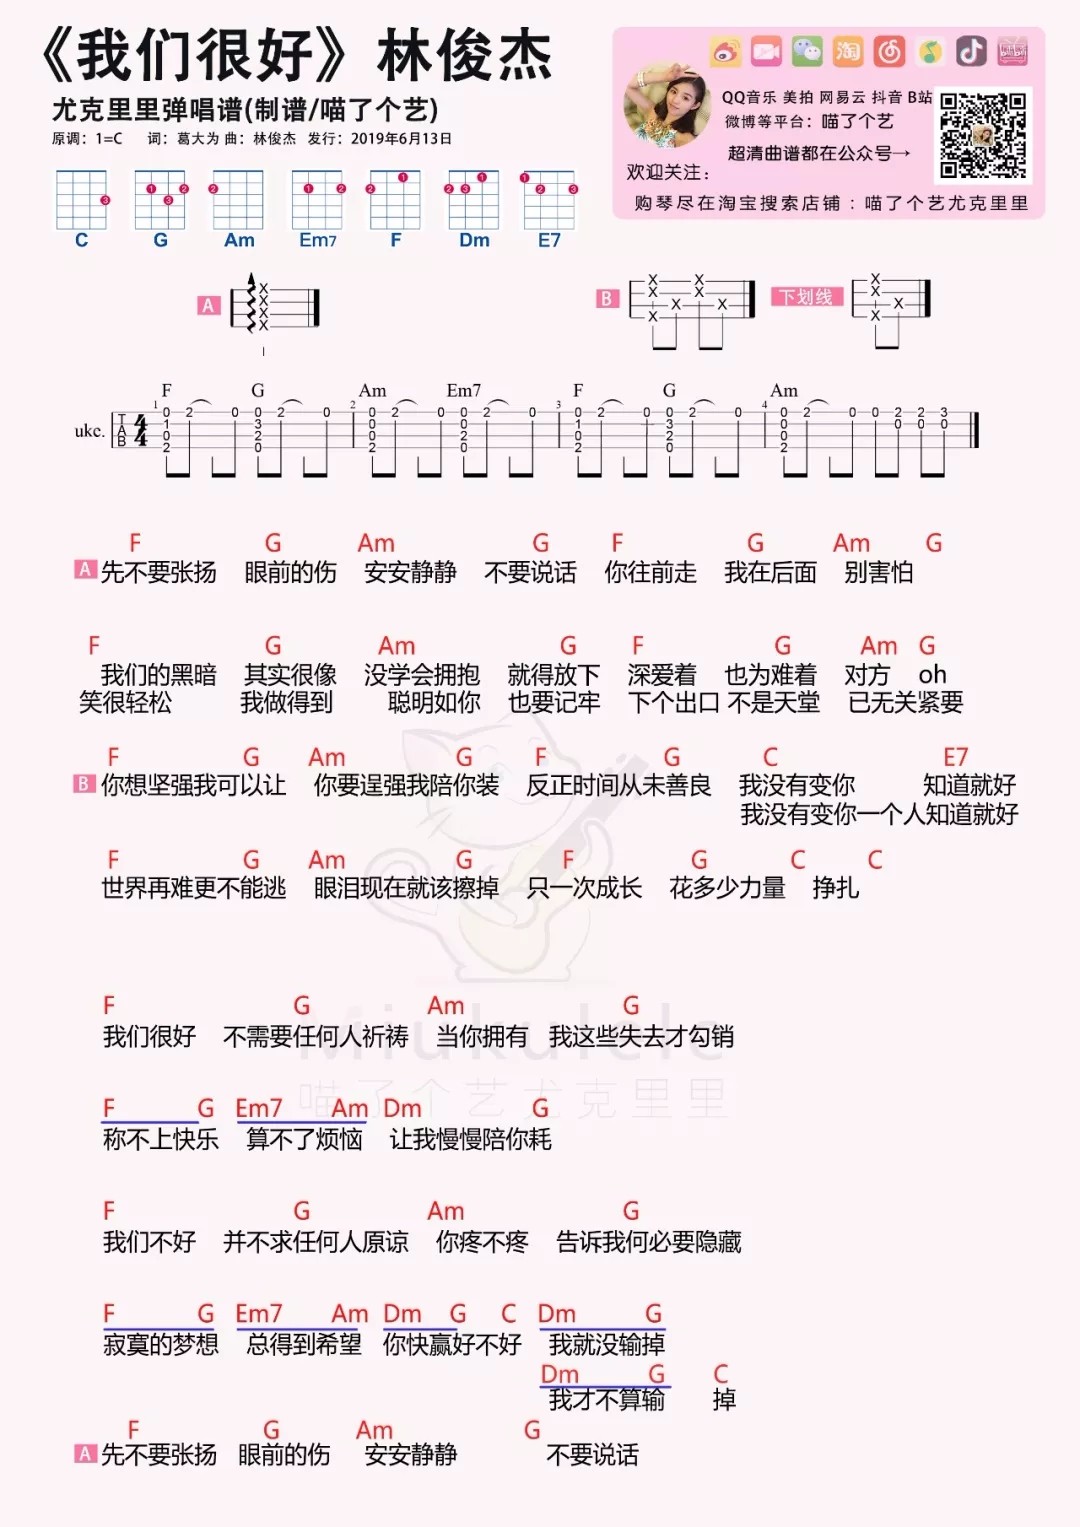 《我们很好》林俊杰
尤克里里弹唱谱(制谱/喵了个艺)
原调：1=C 词：葛大为 曲：林俊杰 发行：2019年6月13日
QQ音乐 美拍 网易云 抖音 B站
微博等平台：喵了个艺
超清曲谱都在公众号→
欢迎关注：
购琴尽在淘宝搜索店铺：喵了个艺尤克里里
C G Am Em7 F Dm E7
A B 下划线
F G Am Em7 F G Am
uke. TAB 4/4
A F G Am G F G Am G
先不要张扬 眼前的伤 安安静静 不要说话 你往前走 我在后面 别害怕
F G Am G F G Am G
我们的黑暗 其实很像 没学会拥抱 就得放下 深爱着 也为难着 对方 oh
笑很轻松 我做得到 聪明如你 也要记牢 下个出口 不是天堂 已无关紧要
F G Am G F G C E7
B 你想坚强我可以让 你要逞强我陪你装 反正时间从未善良 我没有变你 知道就好
我没有变你一个人知道就好
F G Am G F G C C
世界再难更不能逃 眼泪现在就该擦掉 只一次成长 花多少力量 挣扎
F G Am G
我们很好 不需要任何人祈祷 当你拥有 我这些失去才勾销
Miukulele
喵了个艺尤克里里
F G Em7 Am Dm G
称不上快乐 算不了烦恼 让我慢慢陪你耗
F G Am G
我们不好 并不求任何人原谅 你疼不疼 告诉我何必要隐藏
F G Em7 Am Dm G C Dm G
寂寞的梦想 总得到希望 你快赢好不好 我就没输掉
Dm G C
我才不算输 掉
F G Am G
A 先不要张扬 眼前的伤 安安静静 不要说话